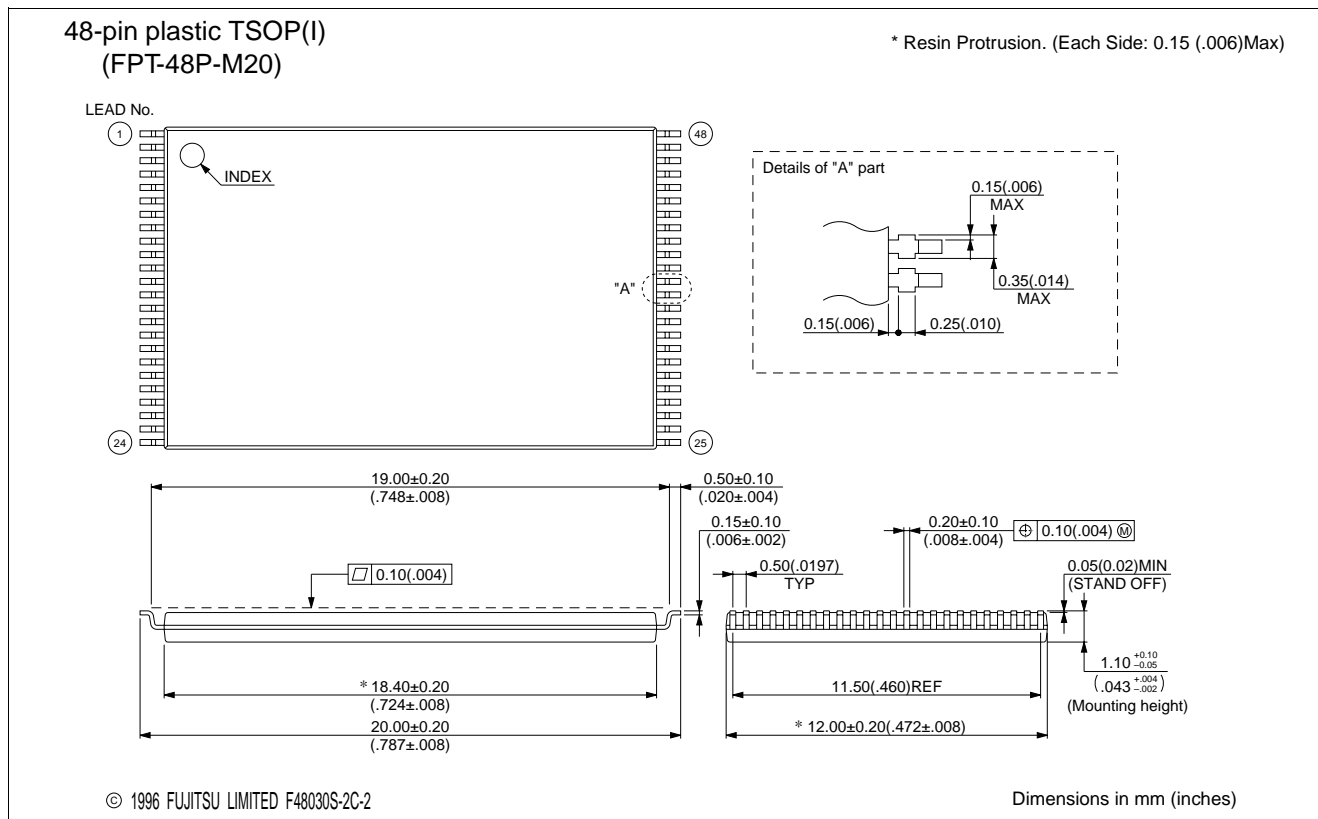 48-pin plastic TSOP(I)
(FPT-48P-M20)
* Resin Protrusion. (Each Side: 0.15 (.006)Max)
LEAD No.
1
48
INDEX
"A"
24
25
Details of "A" part
0.15(.006)
MAX
0.35(.014)
MAX
0.15(.006)
0.25(.010)
19.00±0.20
(.748±.008)
0.50±0.10
(.020±.004)
0.15±0.10
(.006±.002)
0.10(.004)
* 18.40±0.20
(.724±.008)
20.00±0.20
(.787±.008)
0.50(.0197)
TYP
0.20±0.10
(.008±.004)
⌖ 0.10(.004) Ⓜ
0.05(0.02)MIN
(STAND OFF)
11.50(.460)REF
* 12.00±0.20(.472±.008)
1.10 +0.10 –0.05
(.043 +.004 –.002)
(Mounting height)
© 1996 FUJITSU LIMITED F48030S-2C-2
Dimensions in mm (inches)